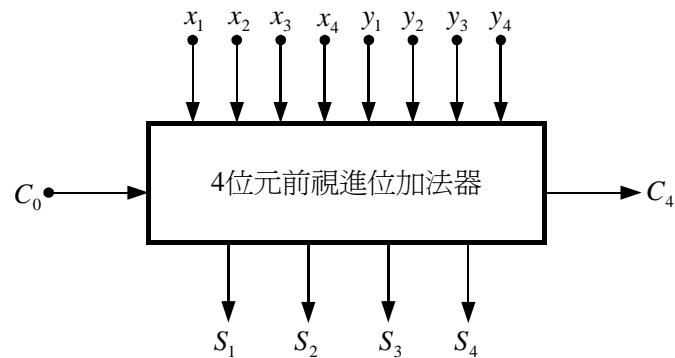 x₁ x₂ x₃ x₄ y₁ y₂ y₃ y₄
C₀ 4位元前視進位加法器 C₄
S₁ S₂ S₃ S₄